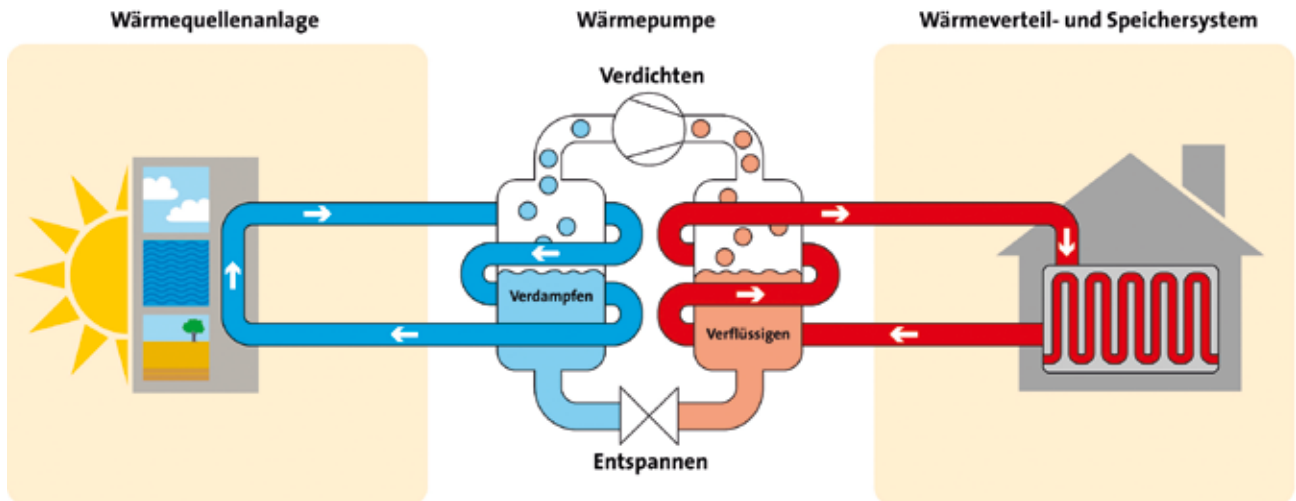 Wärmequellenanlage
Wärmepumpe
Wärmeverteil- und Speichersystem
Verdichten
Verdampfen
Verflüssigen
Entspannen